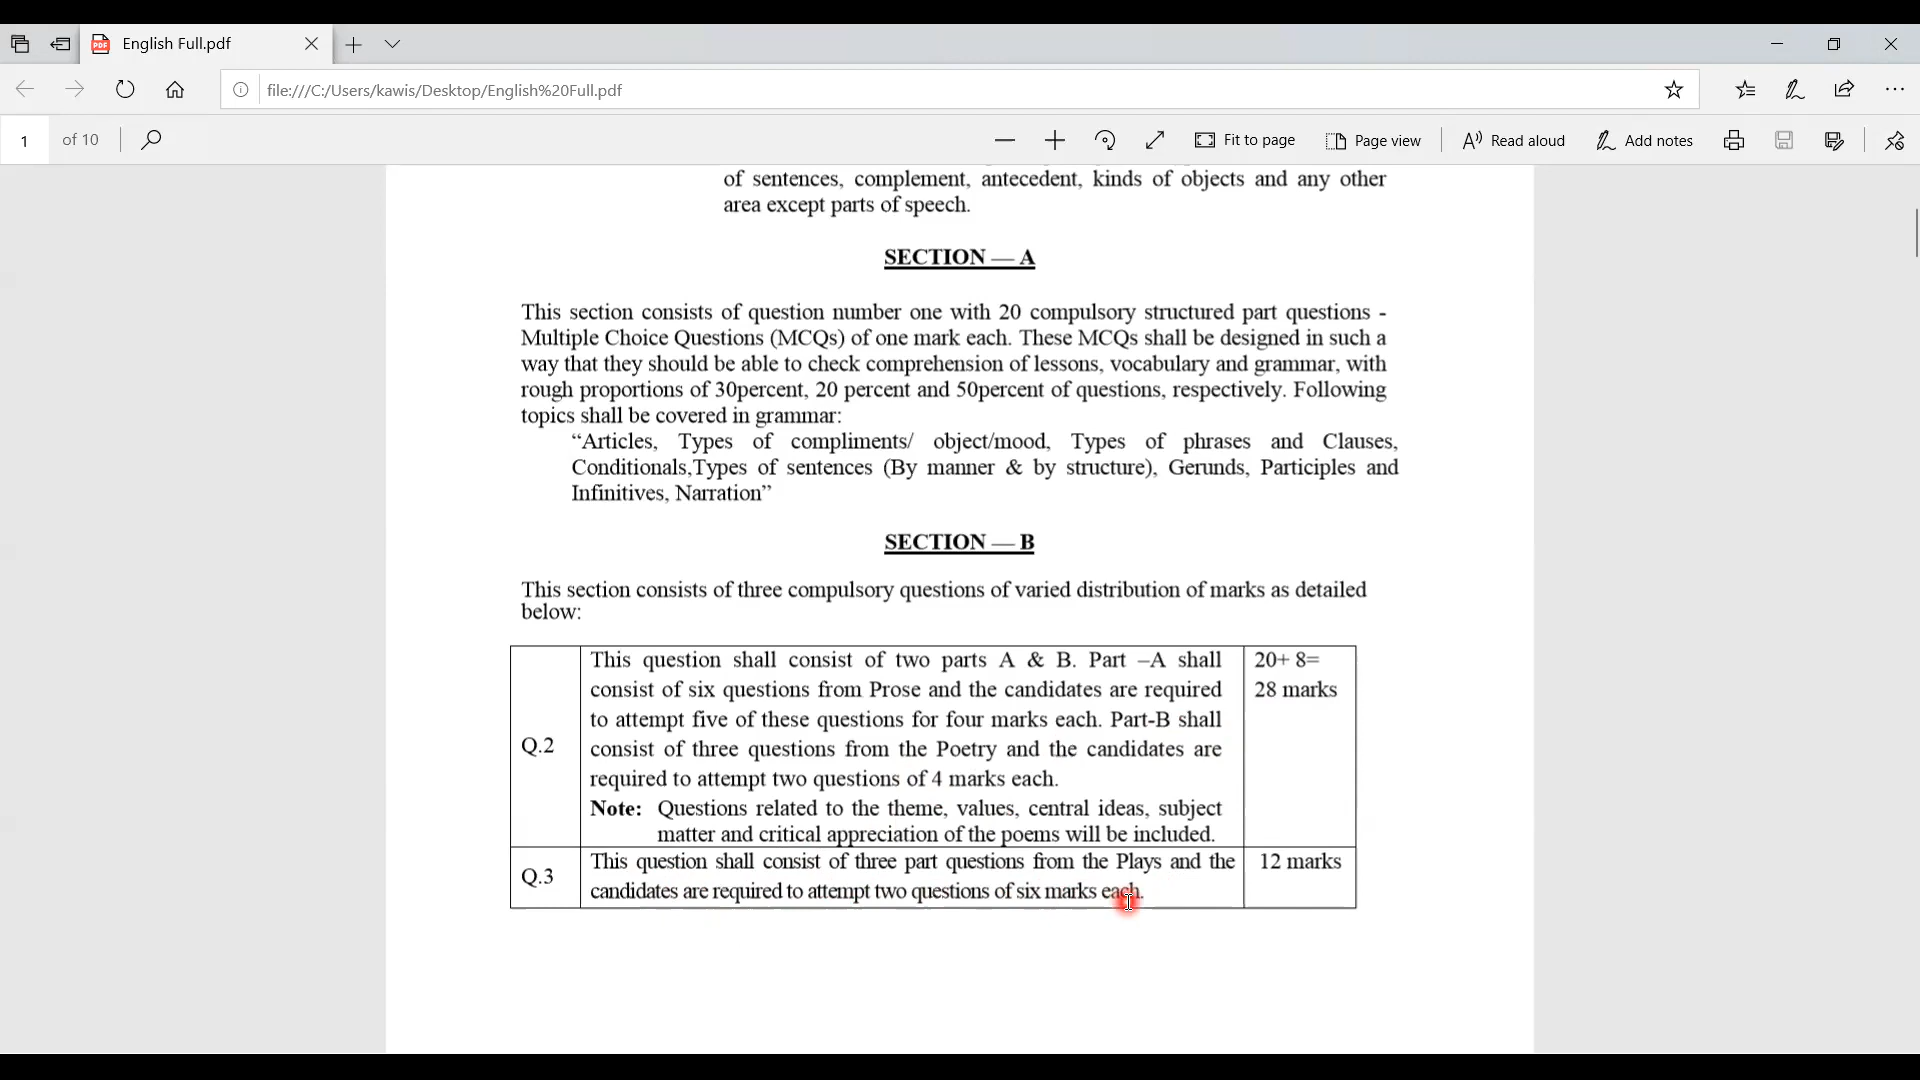 English Full.pdf
file:///C:/Users/kawis/Desktop/English%20Full.pdf
1 of 10
Fit to page
Page view
Read aloud
Add notes
of sentences, complement, antecedent, kinds of objects and any other
area except parts of speech.
SECTION — A
This section consists of question number one with 20 compulsory structured part questions -
Multiple Choice Questions (MCQs) of one mark each. These MCQs shall be designed in such a
way that they should be able to check comprehension of lessons, vocabulary and grammar, with
rough proportions of 30percent, 20 percent and 50percent of questions, respectively. Following
topics shall be covered in grammar:
“Articles, Types of compliments/ object/mood, Types of phrases and Clauses,
Conditionals,Types of sentences (By manner & by structure), Gerunds, Participles and
Infinitives, Narration”
SECTION — B
This section consists of three compulsory questions of varied distribution of marks as detailed
below:
Q.2
This question shall consist of two parts A & B. Part –A shall
consist of six questions from Prose and the candidates are required
to attempt five of these questions for four marks each. Part-B shall
consist of three questions from the Poetry and the candidates are
required to attempt two questions of 4 marks each.
Note: Questions related to the theme, values, central ideas, subject
matter and critical appreciation of the poems will be included.
20+ 8=
28 marks
Q.3
This question shall consist of three part questions from the Plays and the
candidates are required to attempt two questions of six marks each.
12 marks